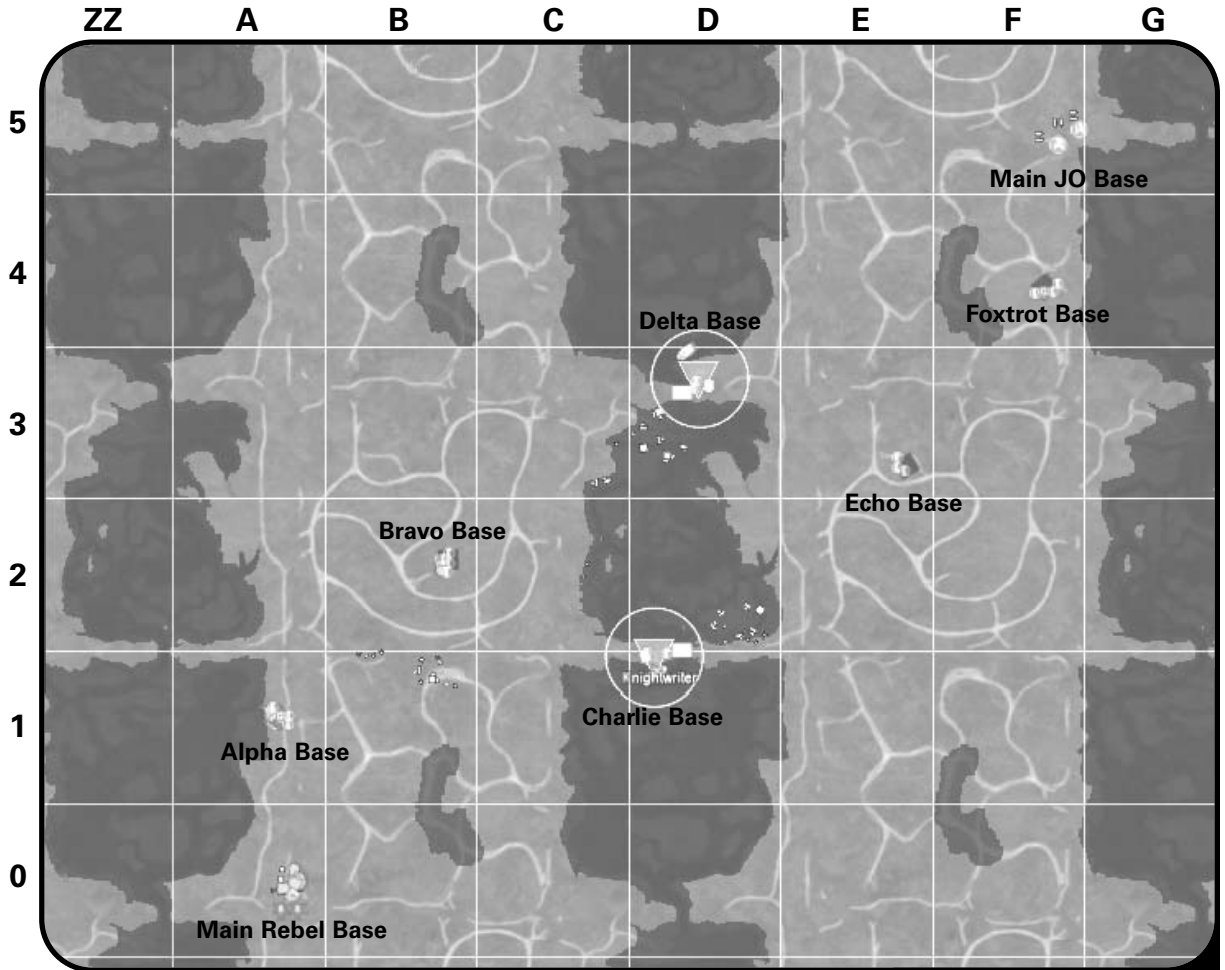 ZZ A B C D E F G
5
Main JO Base
4
Foxtrot Base
Delta Base
3
Echo Base
Bravo Base
2
Knightwriter
Charlie Base
1
Alpha Base
0
Main Rebel Base